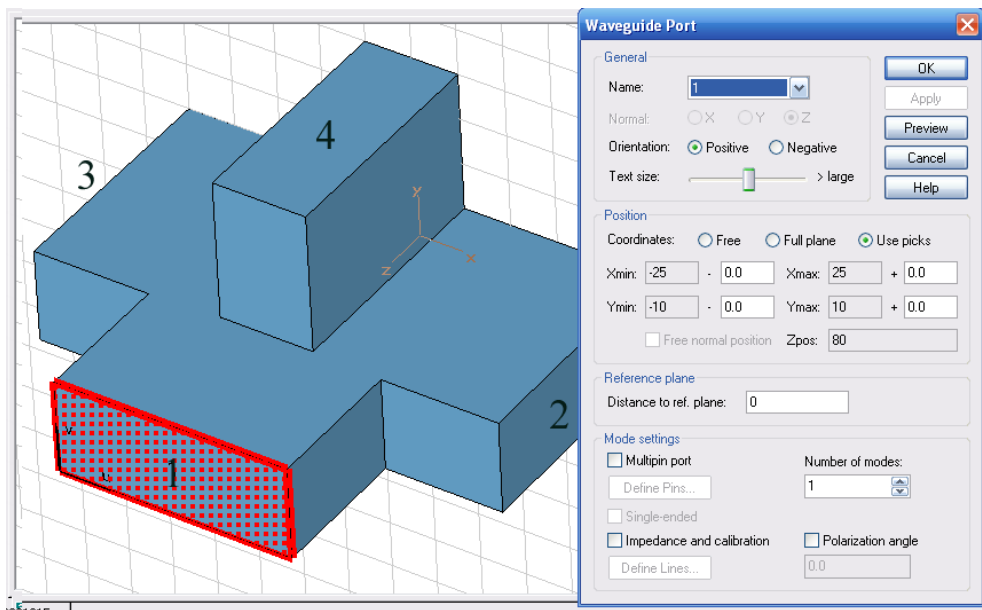 3
4
y
x
z
2
v
u
1
Waveguide Port
General
Name: 1
OK
Apply
Normal: X Y Z
Preview
Orientation: Positive Negative
Cancel
Text size: > large
Help
Position
Coordinates: Free Full plane Use picks
Xmin: -25 - 0.0 Xmax: 25 + 0.0
Ymin: -10 - 0.0 Ymax: 10 + 0.0
Free normal position Zpos: 80
Reference plane
Distance to ref. plane: 0
Mode settings
Multipin port Number of modes:
Define Pins... 1
Single-ended
Impedance and calibration Polarization angle
Define Lines... 0.0